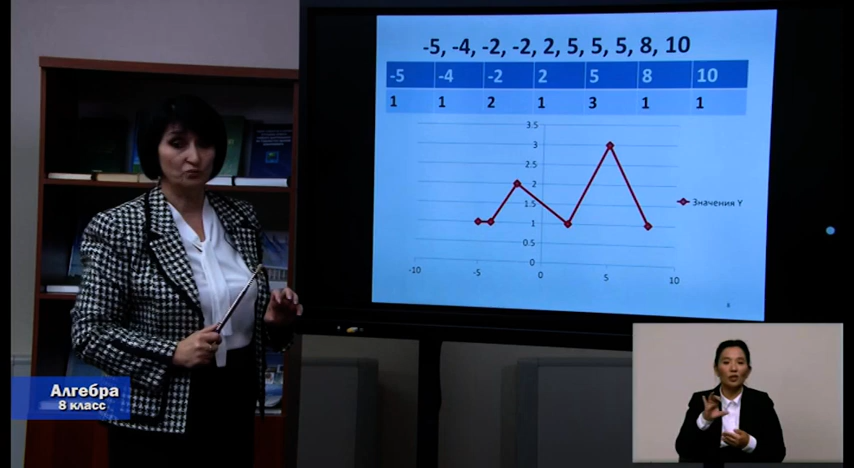 -5, -4, -2, -2, 2, 5, 5, 5, 8, 10
-5 -4 -2 2 5 8 10
1 1 2 1 3 1 1
3.5
3
2.5
2
1.5
1
0.5
0
-10 -5 0 5 10
Значения Y
8
Алгебра
8 класс